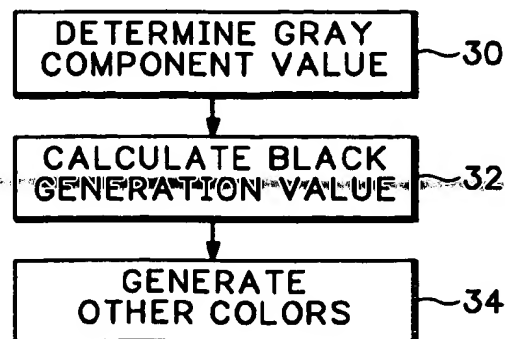 DETERMINE GRAY
COMPONENT VALUE
30
CALCULATE BLACK
GENERATION VALUE
32
GENERATE
OTHER COLORS
34